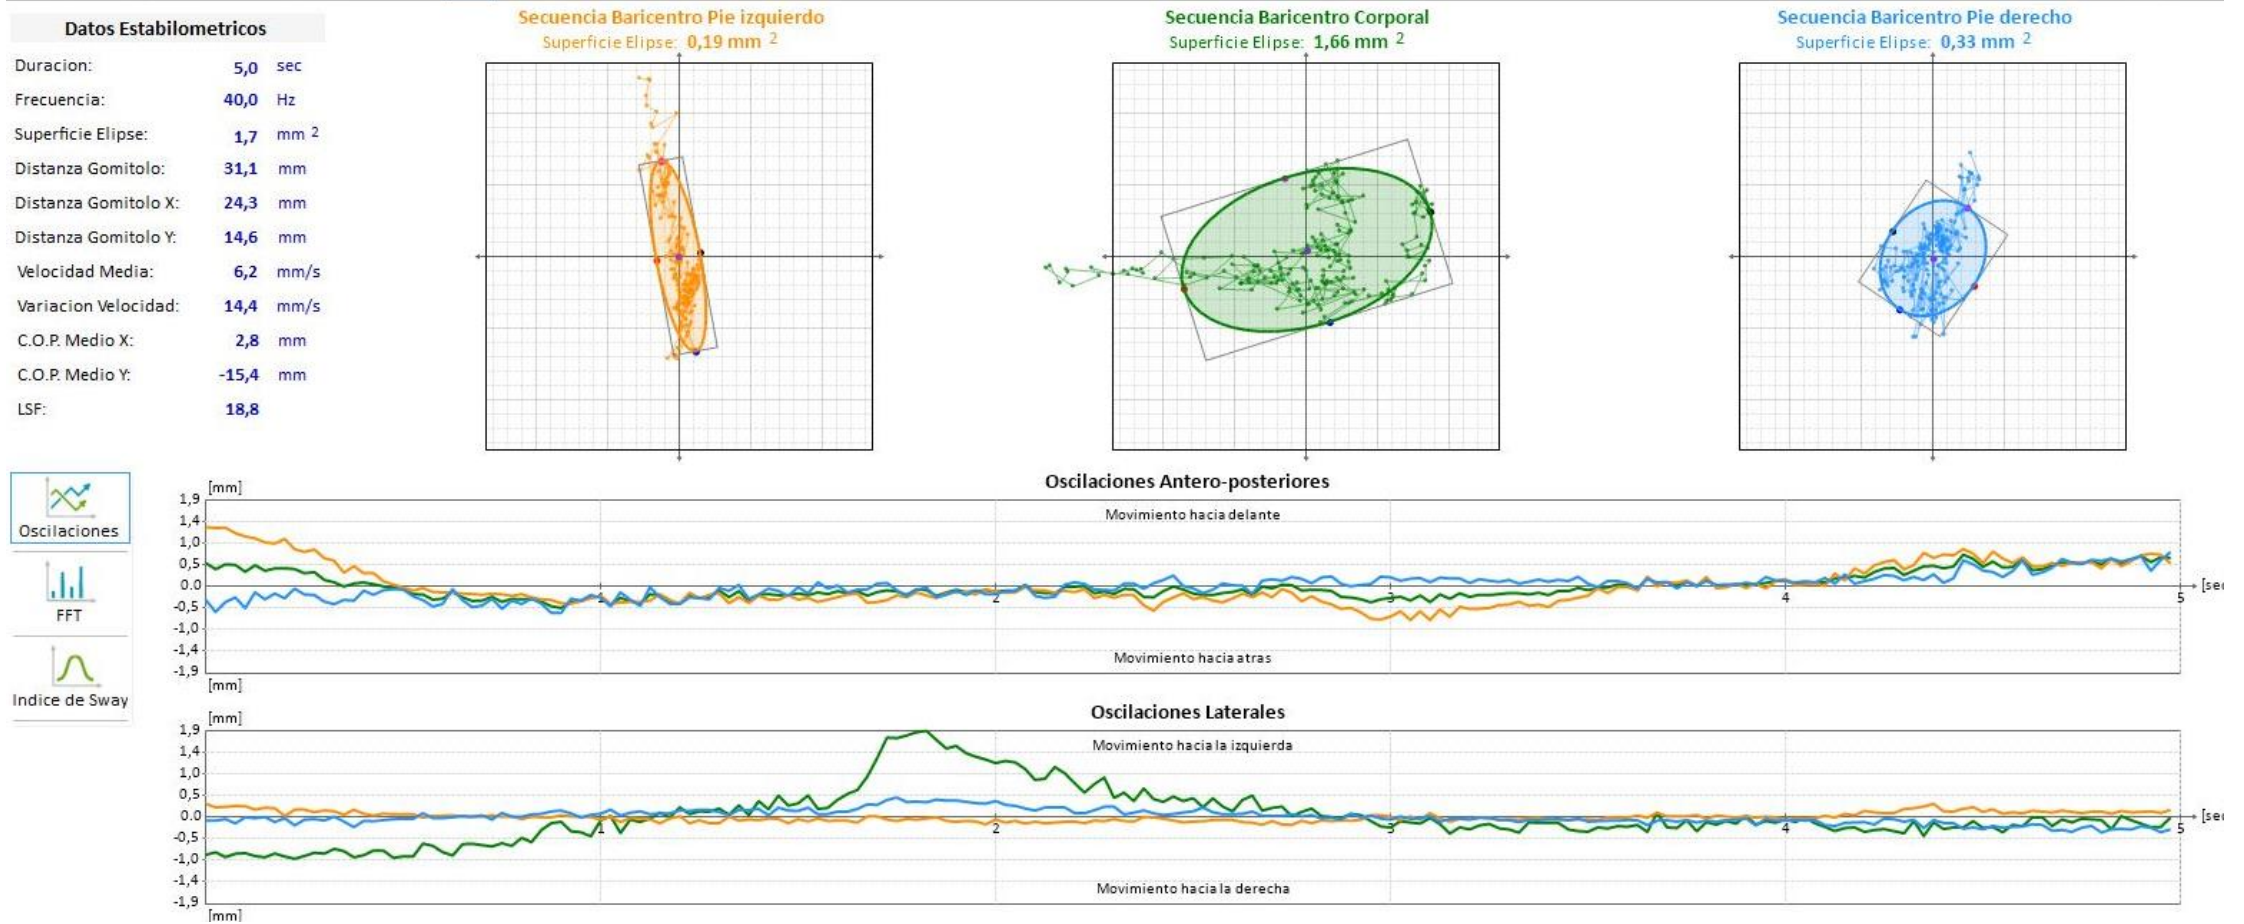 Datos Estabilometricos
Duracion: 5,0 sec
Frecuencia: 40,0 Hz
Superficie Elipse: 1,7 mm 2
Distanza Gomitolo: 31,1 mm
Distanza Gomitolo X: 24,3 mm
Distanza Gomitolo Y: 14,6 mm
Velocidad Media: 6,2 mm/s
Variacion Velocidad: 14,4 mm/s
C.O.P. Medio X: 2,8 mm
C.O.P. Medio Y: -15,4 mm
LSF: 18,8
Secuencia Baricentro Pie izquierdo
Superficie Elipse: 0,19 mm 2
Secuencia Baricentro Corporal
Superficie Elipse: 1,66 mm 2
Secuencia Baricentro Pie derecho
Superficie Elipse: 0,33 mm 2
Oscilaciones
FFT
Indice de Sway
Oscilaciones Antero-posteriores
[mm]
Movimiento hacia delante
1,9
1,4
1,0
0,5
0.0
-0,5
-1,0
-1,4
-1,9
1 2 3 4 5
Movimiento hacia atras
[mm]
Oscilaciones Laterales
[mm]
Movimiento hacia la izquierda
1,9
1,4
1,0
0,5
0.0
-0,5
-1,0
-1,4
-1,9
1 2 3 4 5
Movimiento hacia la derecha
[mm]